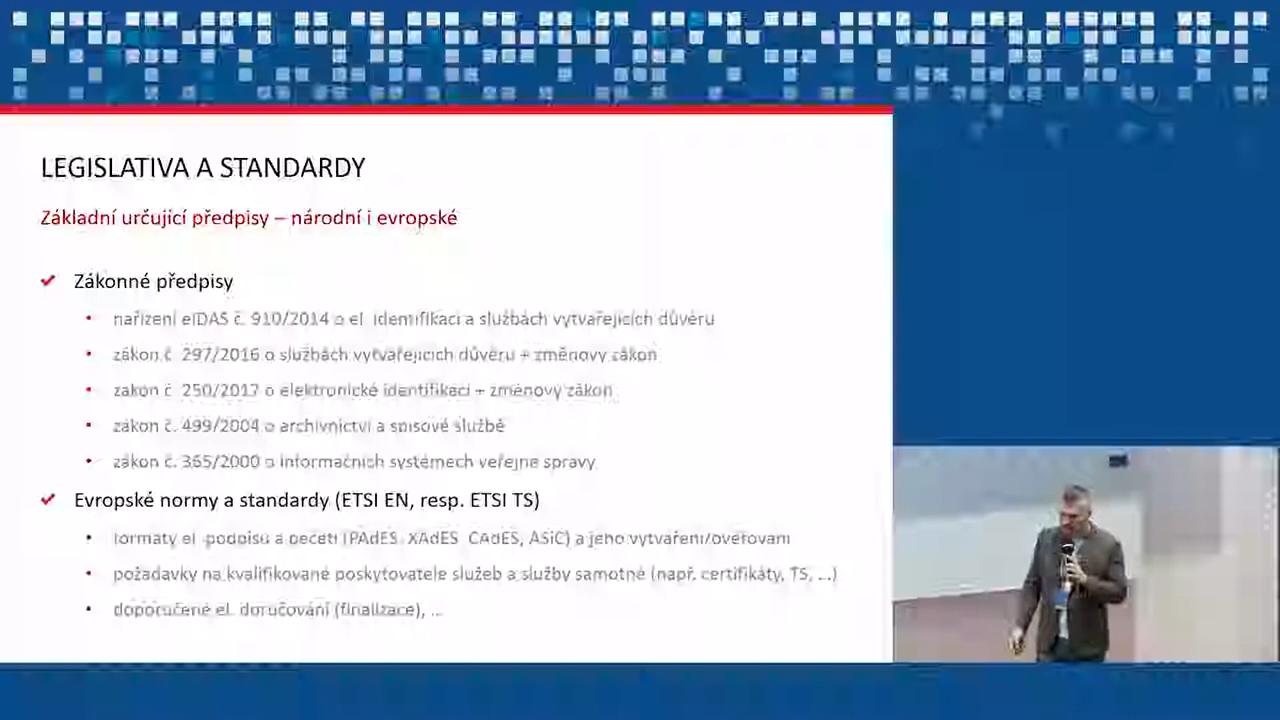 LEGISLATIVA A STANDARDY
Základní určující předpisy – národní i evropské
Zákonné předpisy
nařízení eIDAS č. 910/2014 o el. identifikaci a službách vytvářejících důvěru
zákon č. 297/2016 o službách vytvářejících důvěru + změnový zákon
zákon č. 250/2017 o elektronické identifikaci + změnový zákon
zákon č. 499/2004 o archivnictví a spisové službě
zákon č. 365/2000 o informačních systémech veřejné správy
Evropské normy a standardy (ETSI EN, resp. ETSI TS)
formáty el. podpisu a pečetí (PAdES, XAdES, CAdES, ASiC) a jeho vytváření/ověřování
požadavky na kvalifikované poskytovatele služeb a služby samotné (např. certifikáty, TS, ...)
doporučené el. doručování (finalizace), ...